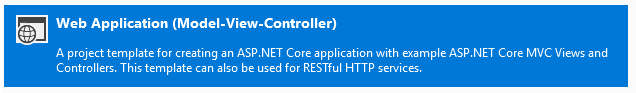 Web Application (Model-View-Controller)
A project template for creating an ASP.NET Core application with example ASP.NET Core MVC Views and
Controllers. This template can also be used for RESTful HTTP services.